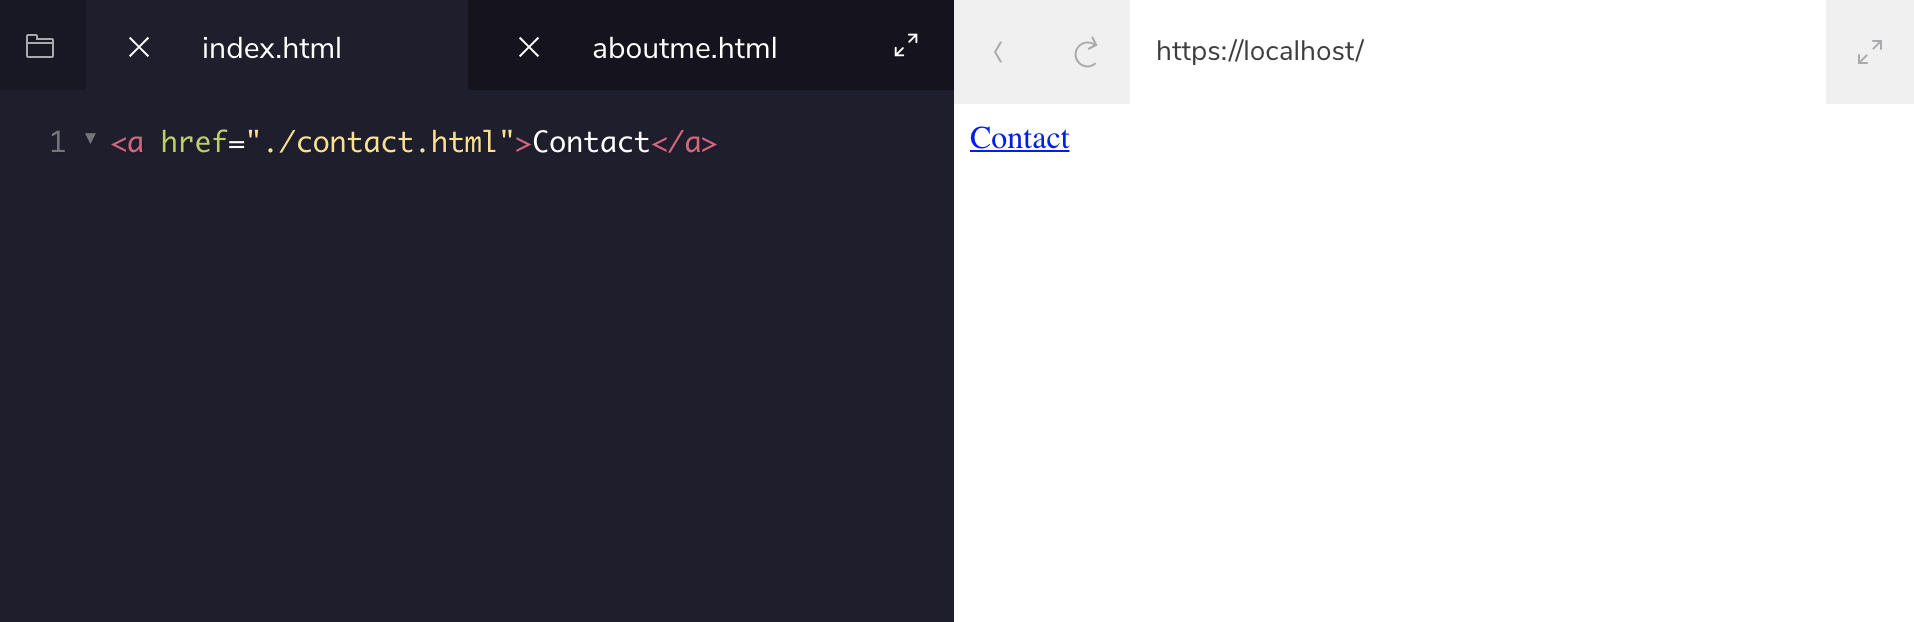 index.html
aboutme.html
https://localhost/
1 <a href="./contact.html">Contact</a>
Contact